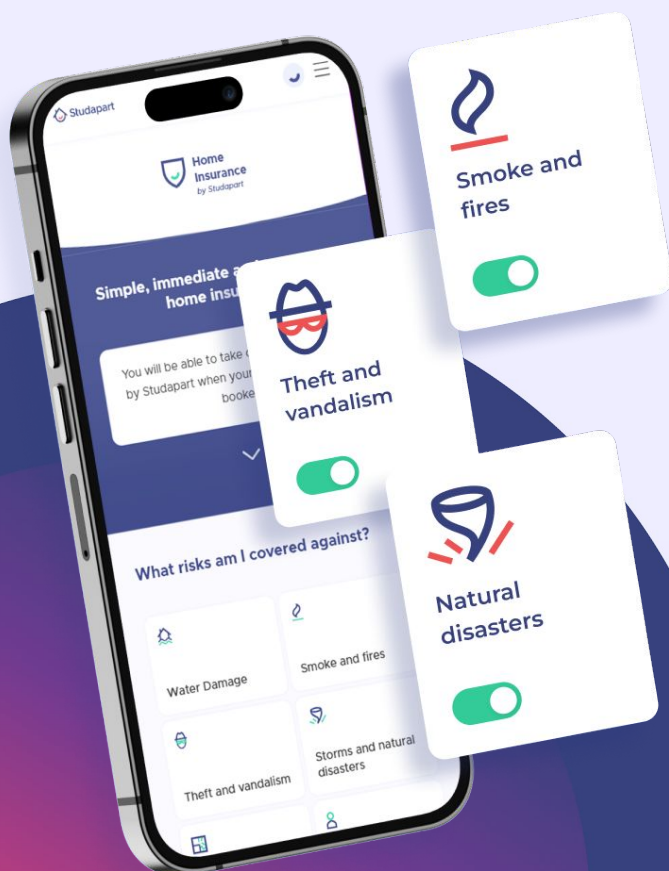 Studapart
Home
Insurance
by Studapart
Simple, immediate
home
You will be able to take
by Studapart when your
What risks am I covered against?
Water Damage
Smoke and fires
Theft and vandalism
Storms and natural
disasters
Smoke and
fires
Theft and
vandalism
Natural
disasters